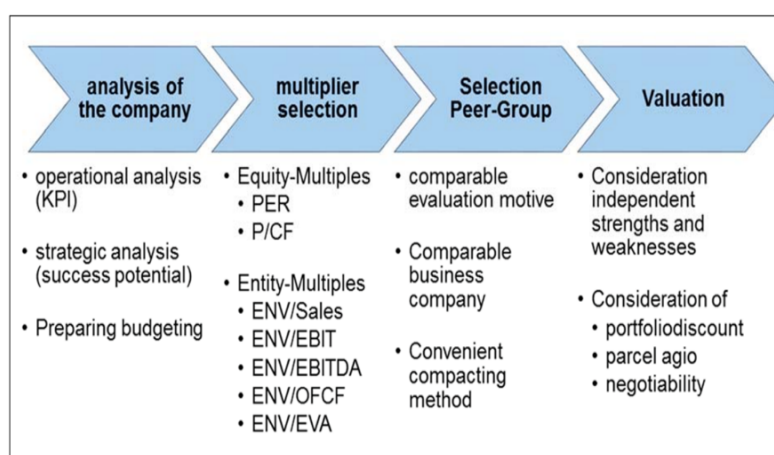 analysis of
the company
multiplier
selection
Selection
Peer-Group
Valuation
• operational analysis
(KPI)
• strategic analysis
(success potential)
• Preparing budgeting
• Equity-Multiples
• PER
• P/CF
• Entity-Multiples
• ENV/Sales
• ENV/EBIT
• ENV/EBITDA
• ENV/OFCF
• ENV/EVA
• comparable
evaluation motive
• Comparable
business
company
• Convenient
compacting
method
• Consideration
independent
strengths and
weaknesses
• Consideration of
• portfoliodiscount
• parcel agio
• negotiability